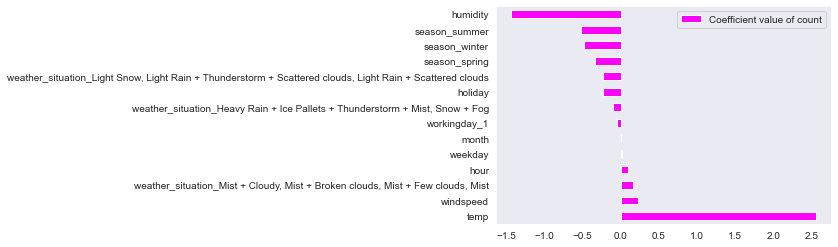 humidity
Coefficient value of count
season_summer
season_winter
season_spring
weather_situation_Light Snow, Light Rain + Thunderstorm + Scattered clouds, Light Rain + Scattered clouds
holiday
weather_situation_Heavy Rain + Ice Pallets + Thunderstorm + Mist, Snow + Fog
workingday_1
month
weekday
hour
weather_situation_Mist + Cloudy, Mist + Broken clouds, Mist + Few clouds, Mist
windspeed
temp
−1.5 −1.0 −0.5 0.0 0.5 1.0 1.5 2.0 2.5